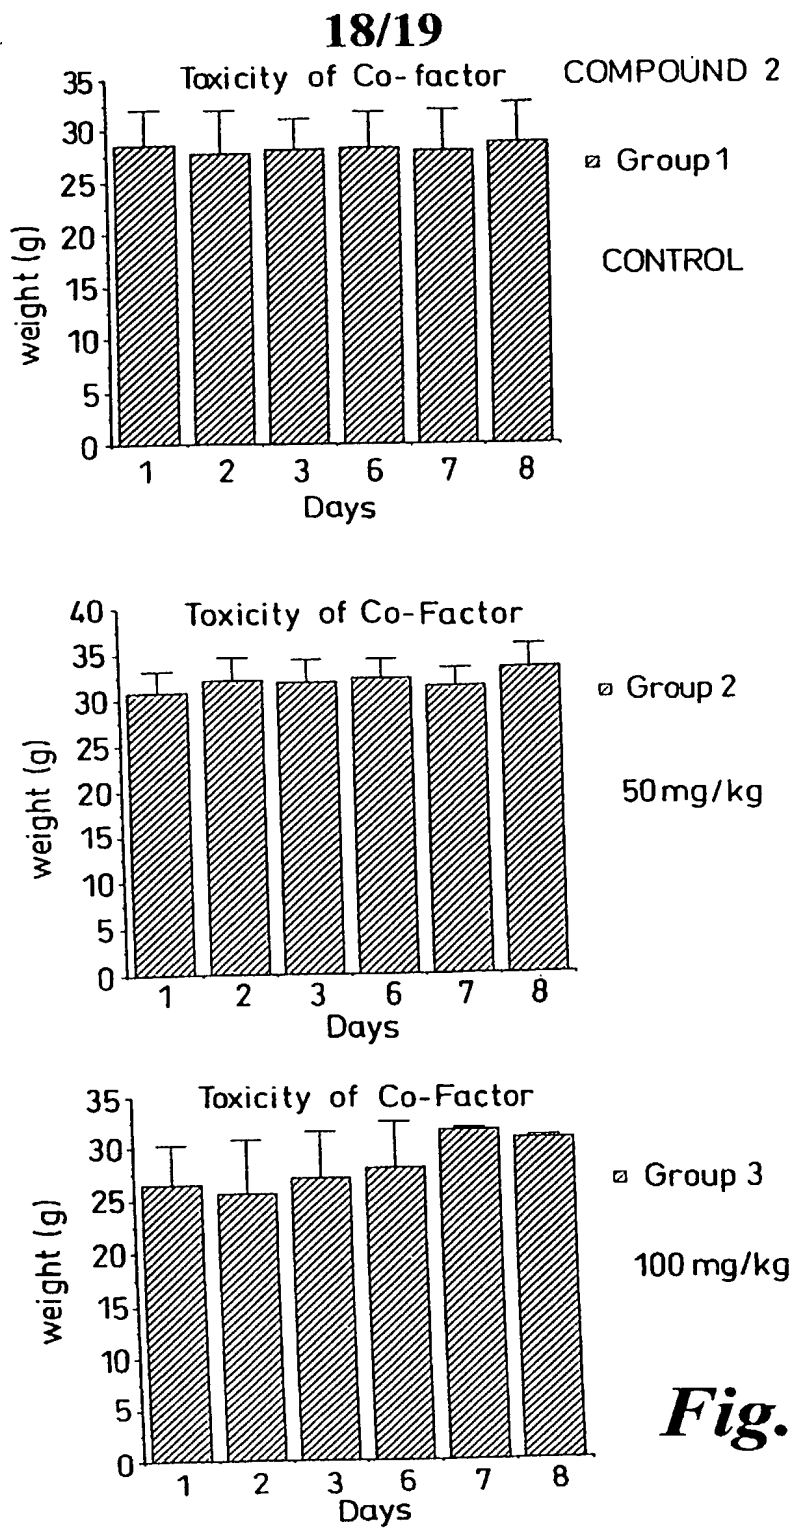 18/19
Toxicity of Co-factor
COMPOUND 2
35
30
25
20
15
10
5
0
weight (g)
1 2 3 6 7 8
Days
Group 1
CONTROL
Toxicity of Co-Factor
40
35
30
25
20
15
10
5
0
weight (g)
1 2 3 6 7 8
Days
Group 2
50mg/kg
Toxicity of Co-Factor
35
30
25
20
15
10
5
0
weight (g)
1 2 3 6 7 8
Days
Group 3
100 mg/kg
Fig.